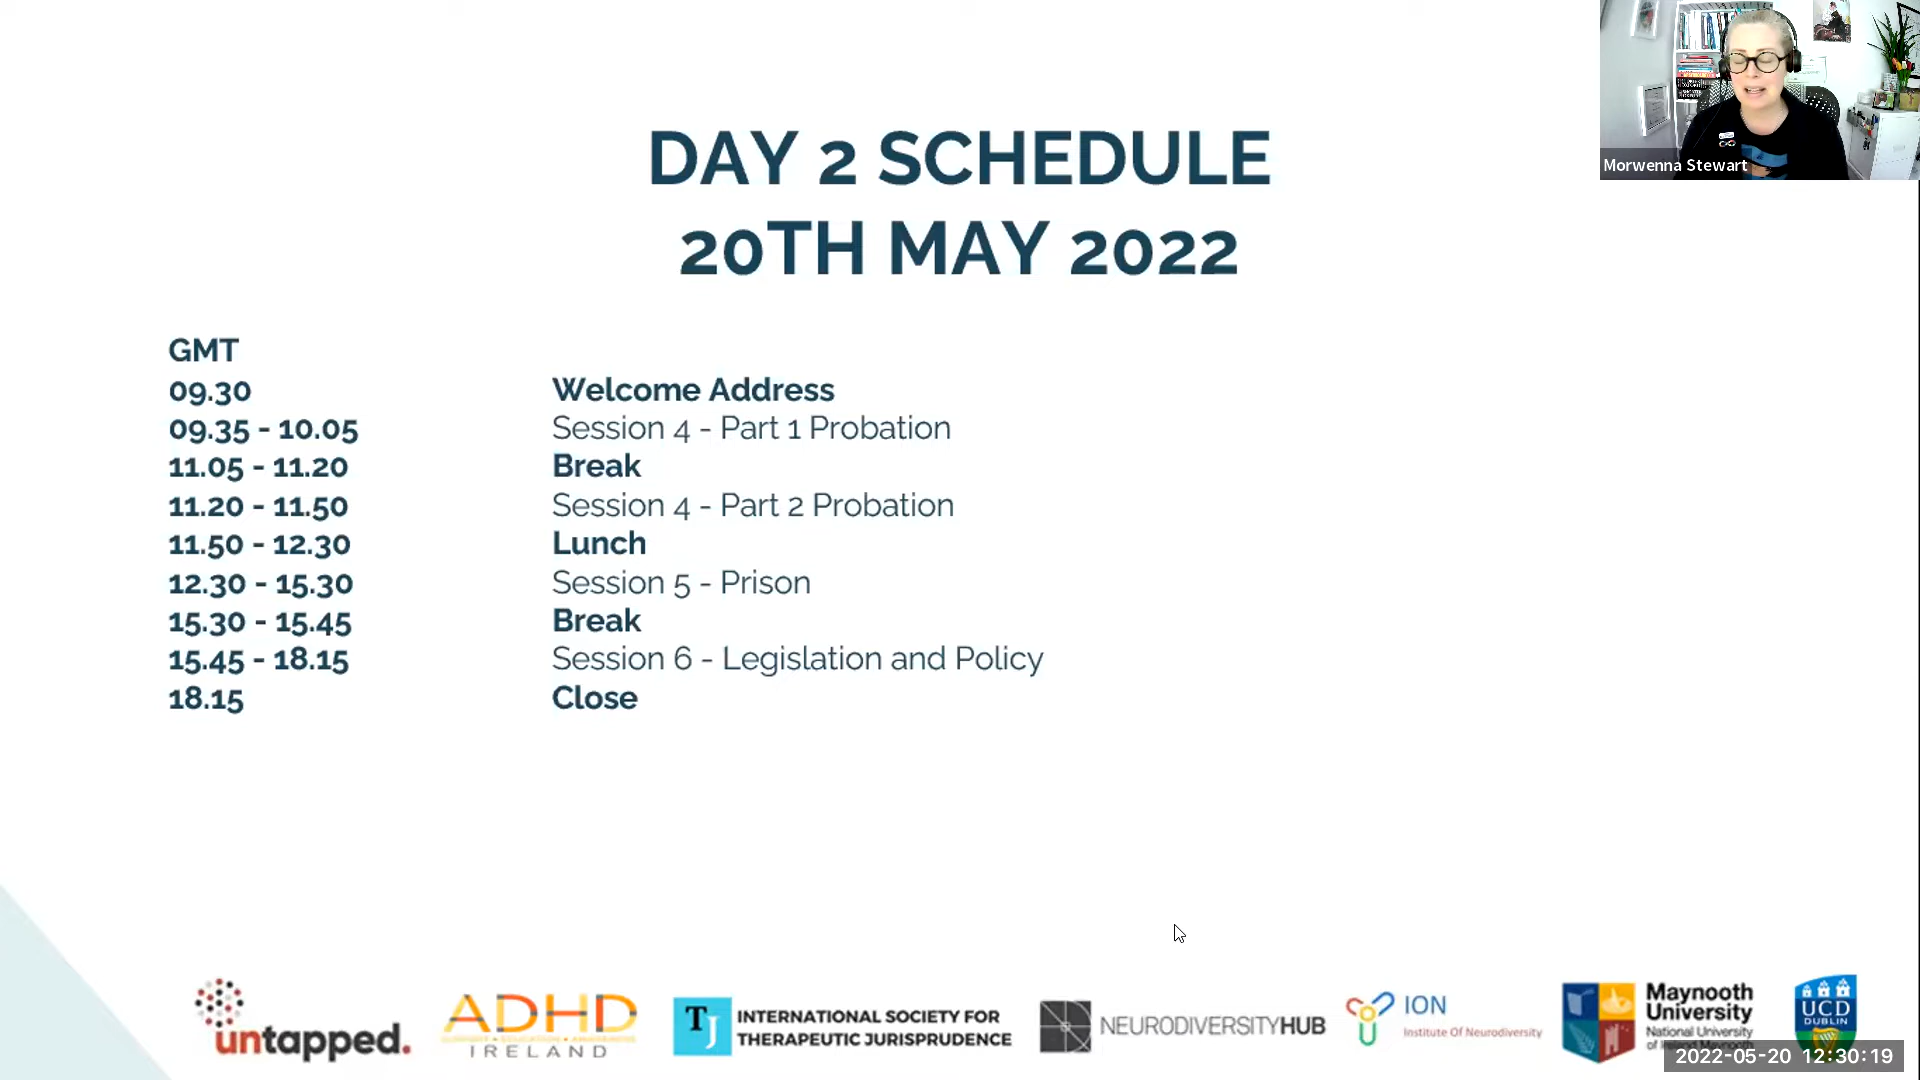 DAY 2 SCHEDULE
20TH MAY 2022
Morwenna Stewart
GMT
09.30 Welcome Address
09.35 - 10.05 Session 4 - Part 1 Probation
11.05 - 11.20 Break
11.20 - 11.50 Session 4 - Part 2 Probation
11.50 - 12.30 Lunch
12.30 - 15.30 Session 5 - Prison
15.30 - 15.45 Break
15.45 - 18.15 Session 6 - Legislation and Policy
18.15 Close
untapped.
ADHD
IRELAND
TJ
INTERNATIONAL SOCIETY FOR
THERAPEUTIC JURISPRUDENCE
NEURODIVERSITYHUB
ION
Institute Of Neurodiversity
Maynooth
University
National University
of Ireland Maynooth
UCD
DUBLIN
2022-05-20 12:30:19